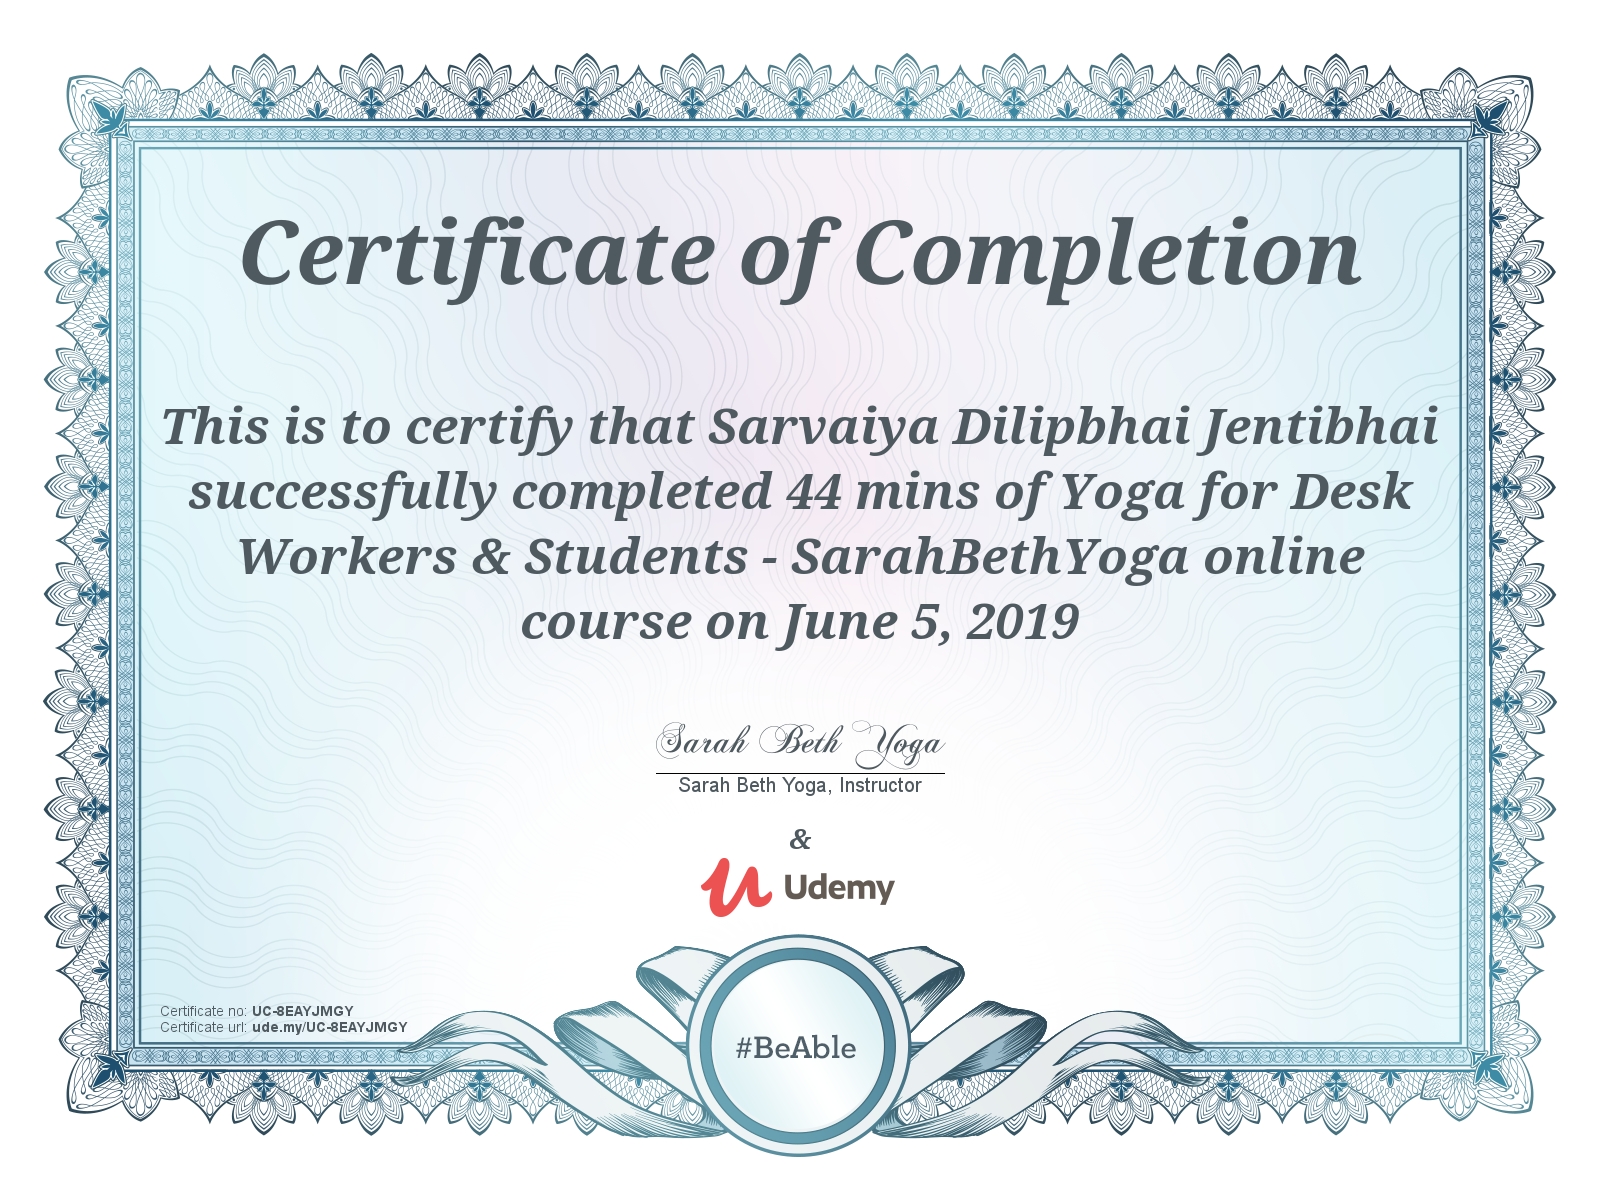 Certificate of Completion
This is to certify that Sarvaiya Dilipbhai Jentibhai
successfully completed 44 mins of Yoga for Desk
Workers & Students - SarahBethYoga online
course on June 5, 2019
Sarah Beth Yoga
Sarah Beth Yoga, Instructor
&
Udemy
Certificate no: UC-8EAYJMGY
Certificate url: ude.my/UC-8EAYJMGY
#BeAble